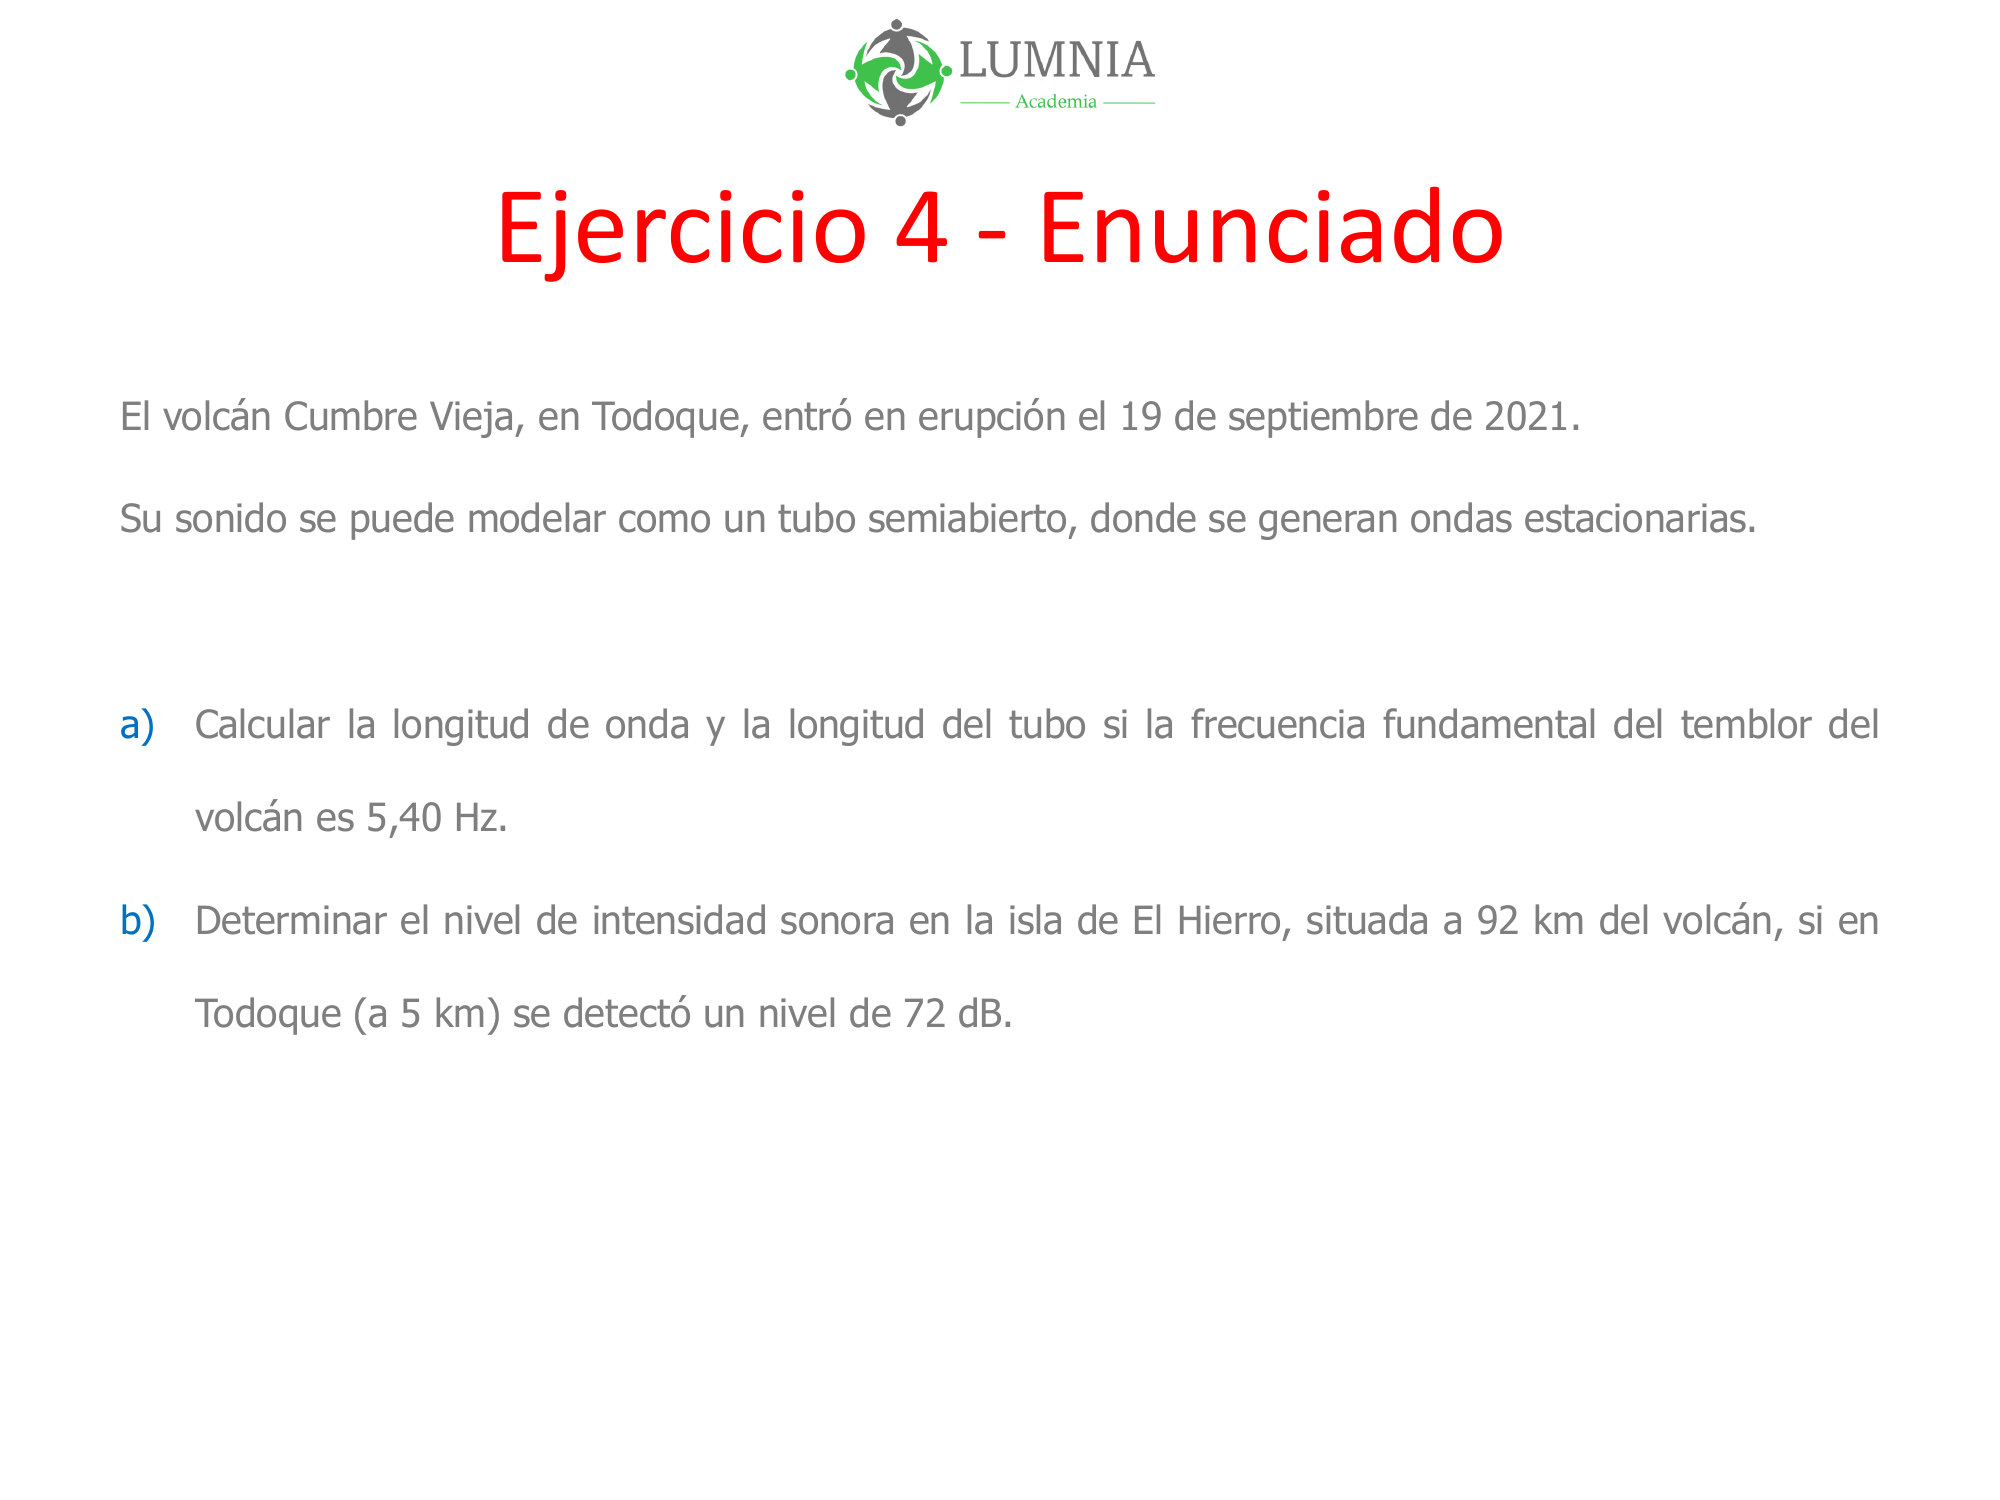 LUMNIA
Academia
Ejercicio 4 - Enunciado
El volcán Cumbre Vieja, en Todoque, entró en erupción el 19 de septiembre de 2021.
Su sonido se puede modelar como un tubo semiabierto, donde se generan ondas estacionarias.
a) Calcular la longitud de onda y la longitud del tubo si la frecuencia fundamental del temblor del
volcán es 5,40 Hz.
b) Determinar el nivel de intensidad sonora en la isla de El Hierro, situada a 92 km del volcán, si en
Todoque (a 5 km) se detectó un nivel de 72 dB.